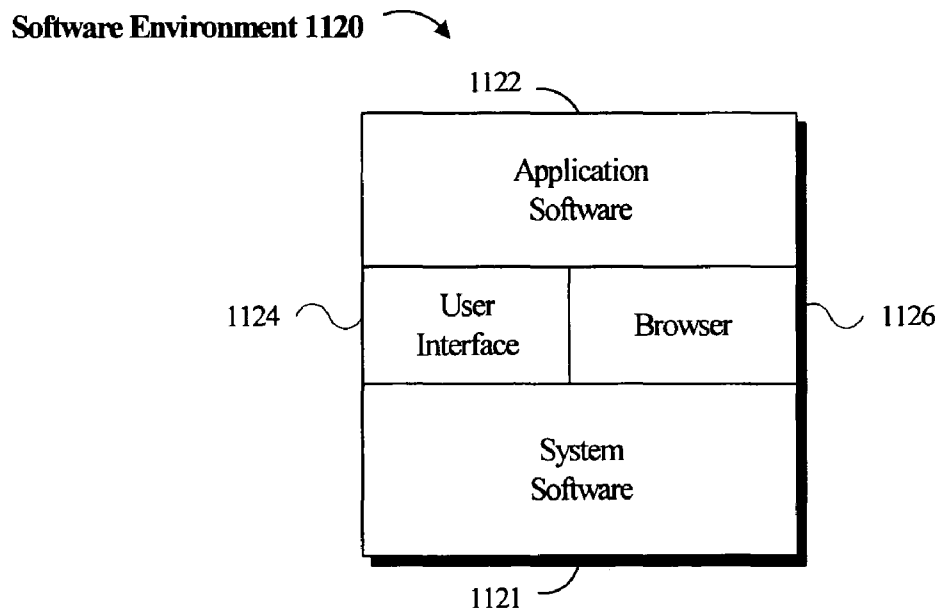 Software Environment 1120
1122
Application
Software
1124
User
Interface
Browser
1126
System
Software
1121